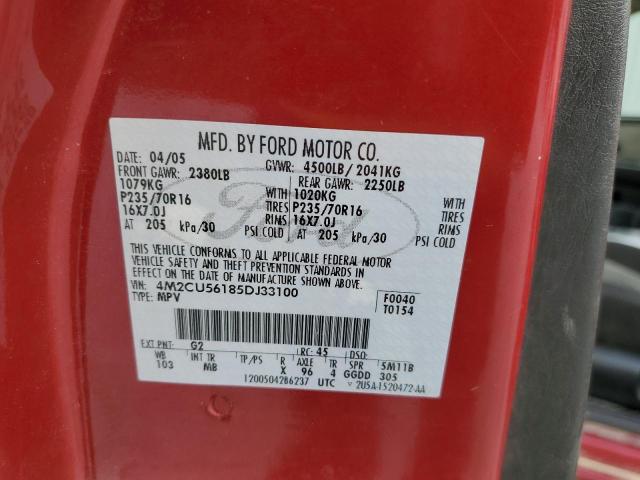 MFD. BY FORD MOTOR CO.
DATE 04/05 GVWR: 4500LB/ 2041KG
FRONT GAWR: 2380LB REAR GAWR: 2250LB
1079KG WITH 1020KG WITH
P235/70R16 TIRES P235/70R16 TIRES
16X7.0J RIMS 16X7.0J RIMS
AT 205 kPa/30 PSI COLD AT 205 kPa/30 PSI COLD
Ford
THIS VEHICLE CONFORMS TO ALL APPLICABLE FEDERAL MOTOR
VEHICLE SAFETY AND THEFT PREVENTION STANDARDS IN
EFFECT ON THE DATE OF MANUFACTURE SHOWN ABOVE.
VIN: 4M2CU56185DJ33100 F0040
TYPE: MPV T0154
EXT PNT: G2 RC: 45 DSO:
WB INT TR TP/PS R AXLE TR SPR 5M11B
103 MB X 96 4 GGDD 305
1200504286237 UTC V 2U5A-1520472-AA